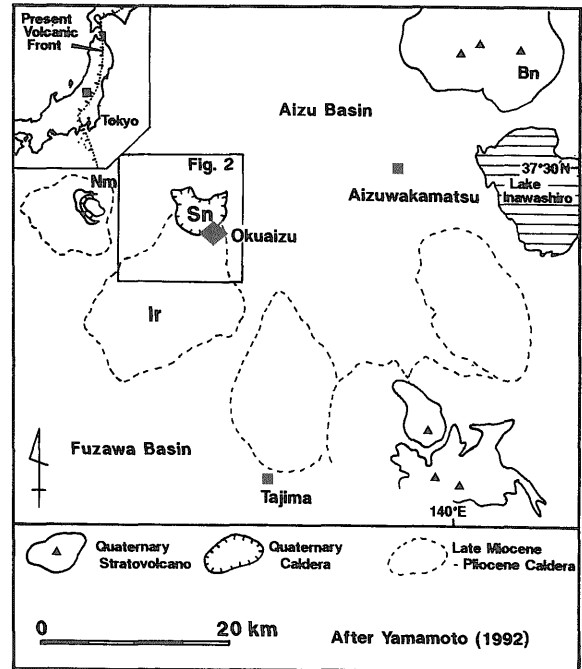 Present
Volcanic
Front
Tokyo
Bn
Aizu Basin
Fig. 2
37°30'N
Lake
Inawashiro
Aizuwakamatsu
Nm
Sn
Okuaizu
Ir
Fuzawa Basin
Tajima
140°E
Quaternary
Stratovolcano
Quaternary
Caldera
Late Miocene
- Pliocene Caldera
0 20 km
After Yamamoto (1992)